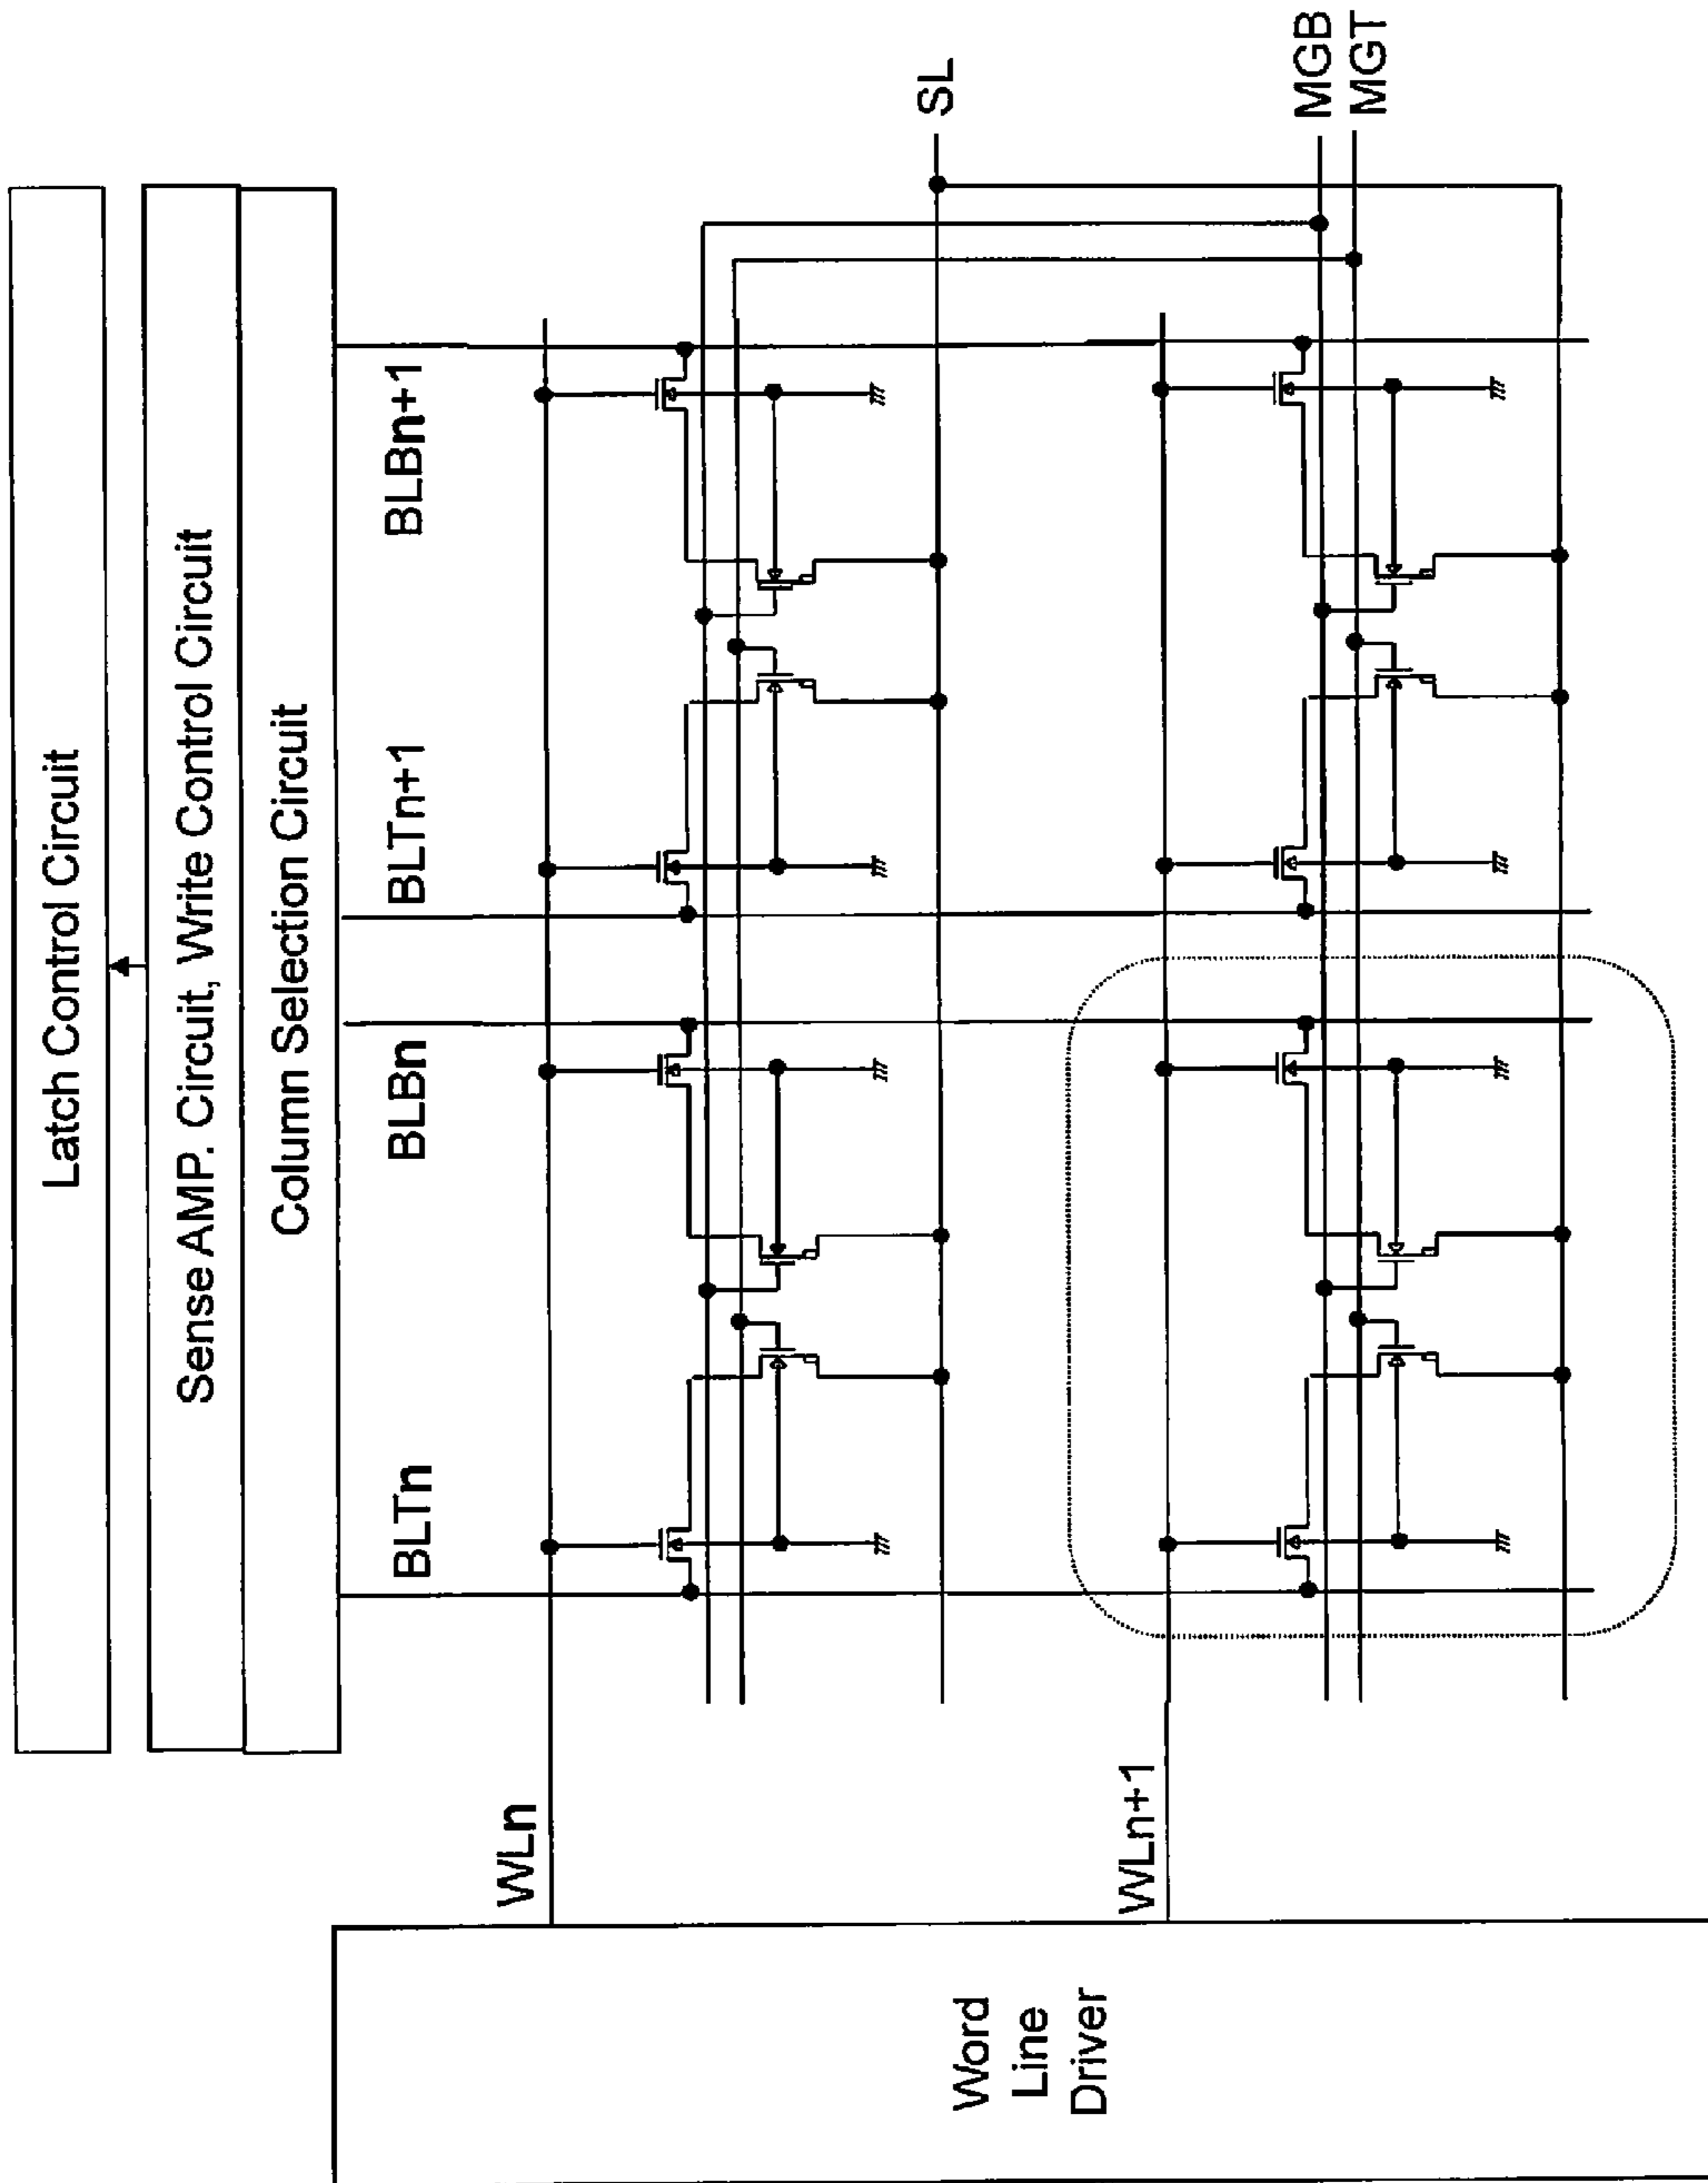 Latch Control Circuit
Sense AMP. Circuit, Write Control Circuit
Column Selection Circuit
BLTn
BLBn
BLTn+1
BLBn+1
WLn
SL
WLn+1
MGB
MGT
Word
Line
Driver